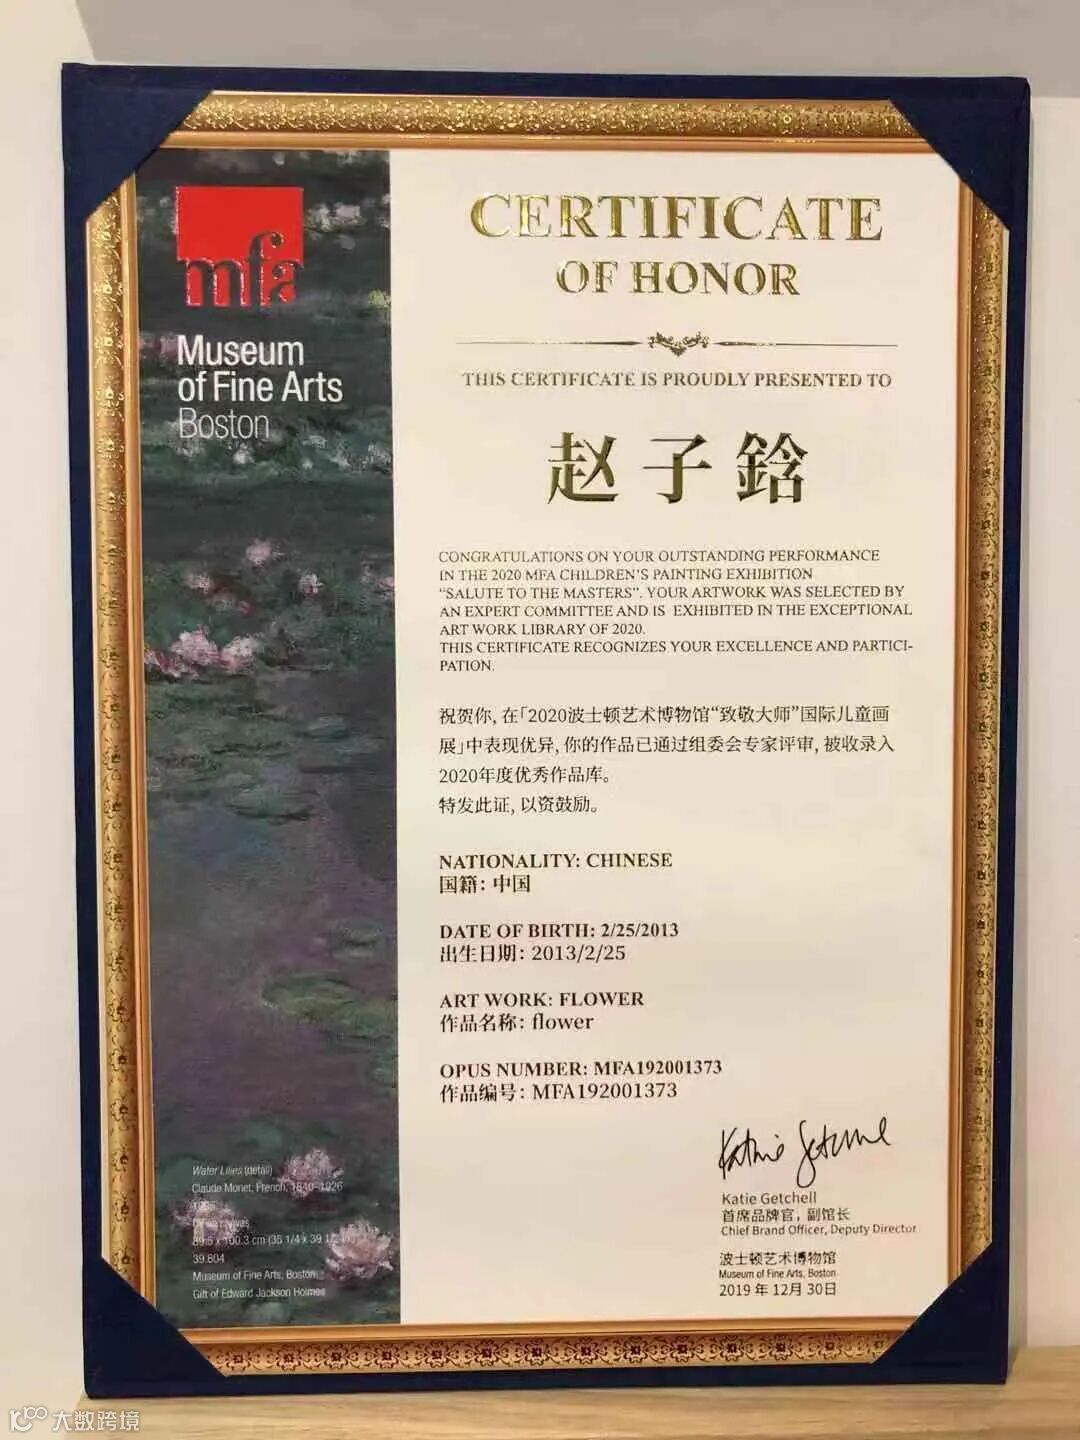 mfa
Museum
of Fine Arts
Boston
CERTIFICATE
OF HONOR
THIS CERTIFICATE IS PROUDLY PRESENTED TO
赵子鋡
CONGRATULATIONS ON YOUR OUTSTANDING PERFORMANCE
IN THE 2020 MFA CHILDREN'S PAINTING EXHIBITION
“SALUTE TO THE MASTERS”. YOUR ARTWORK WAS SELECTED BY
AN EXPERT COMMITTEE AND IS EXHIBITED IN THE EXCEPTIONAL
ART WORK LIBRARY OF 2020.
THIS CERTIFICATE RECOGNIZES YOUR EXCELLENCE AND PARTICI-
PATION.
祝贺你, 在「2020波士顿艺术博物馆“致敬大师”国际儿童画
展」中表现优异, 你的作品已通过组委会专家评审, 被收录入
2020年度优秀作品库。
特发此证, 以资鼓励。
NATIONALITY: CHINESE
国籍: 中国
DATE OF BIRTH: 2/25/2013
出生日期: 2013/2/25
ART WORK: FLOWER
作品名称: flower
OPUS NUMBER: MFA192001373
作品编号: MFA192001373
Katie Getchell
Katie Getchell
首席品牌官，副馆长
Chief Brand Officer, Deputy Director
波士顿艺术博物馆
Museum of Fine Arts, Boston
2019 年 12月 30日
Water Lilies (detail)
Claude Monet, French, 1840–1926
39.804
Museum of Fine Arts, Boston
Gift of Edward Jackson Holmes
大数跨境